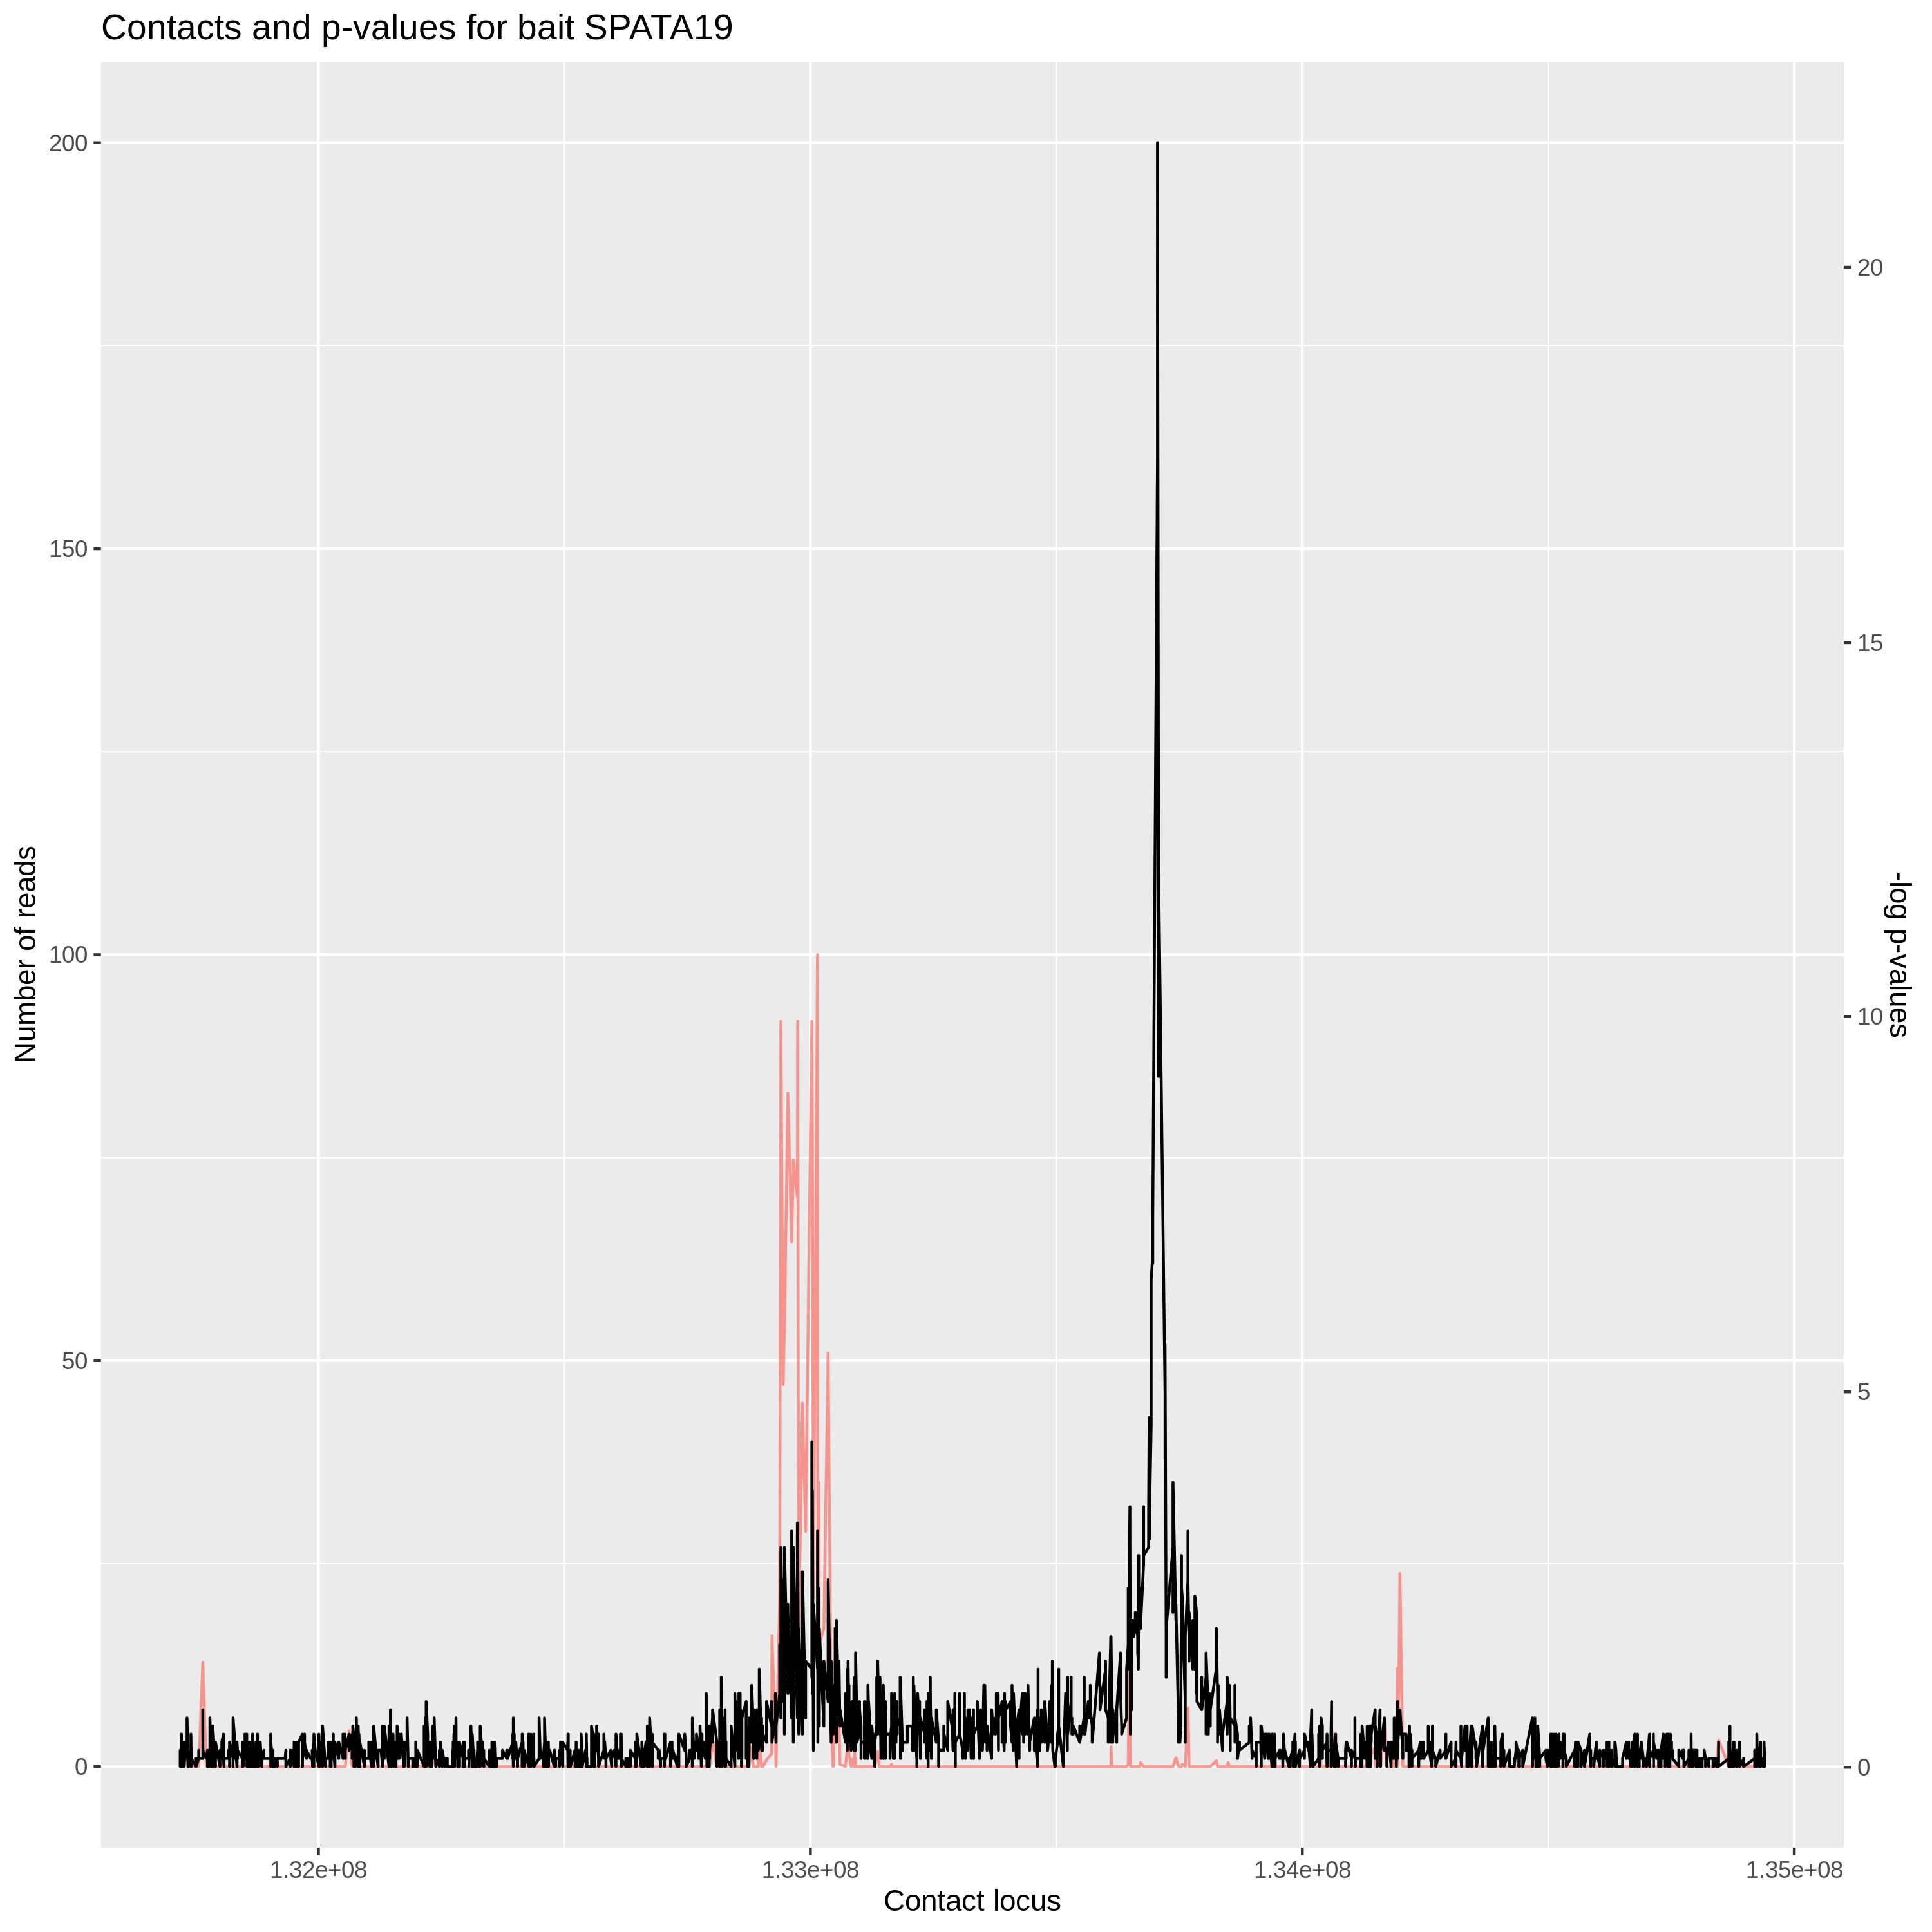 Contacts and p-values for bait SPATA19
200
150
100
50
0
Number of reads
20
15
10
5
0
-log p-values
1.32e+08
1.33e+08
1.34e+08
1.35e+08
Contact locus